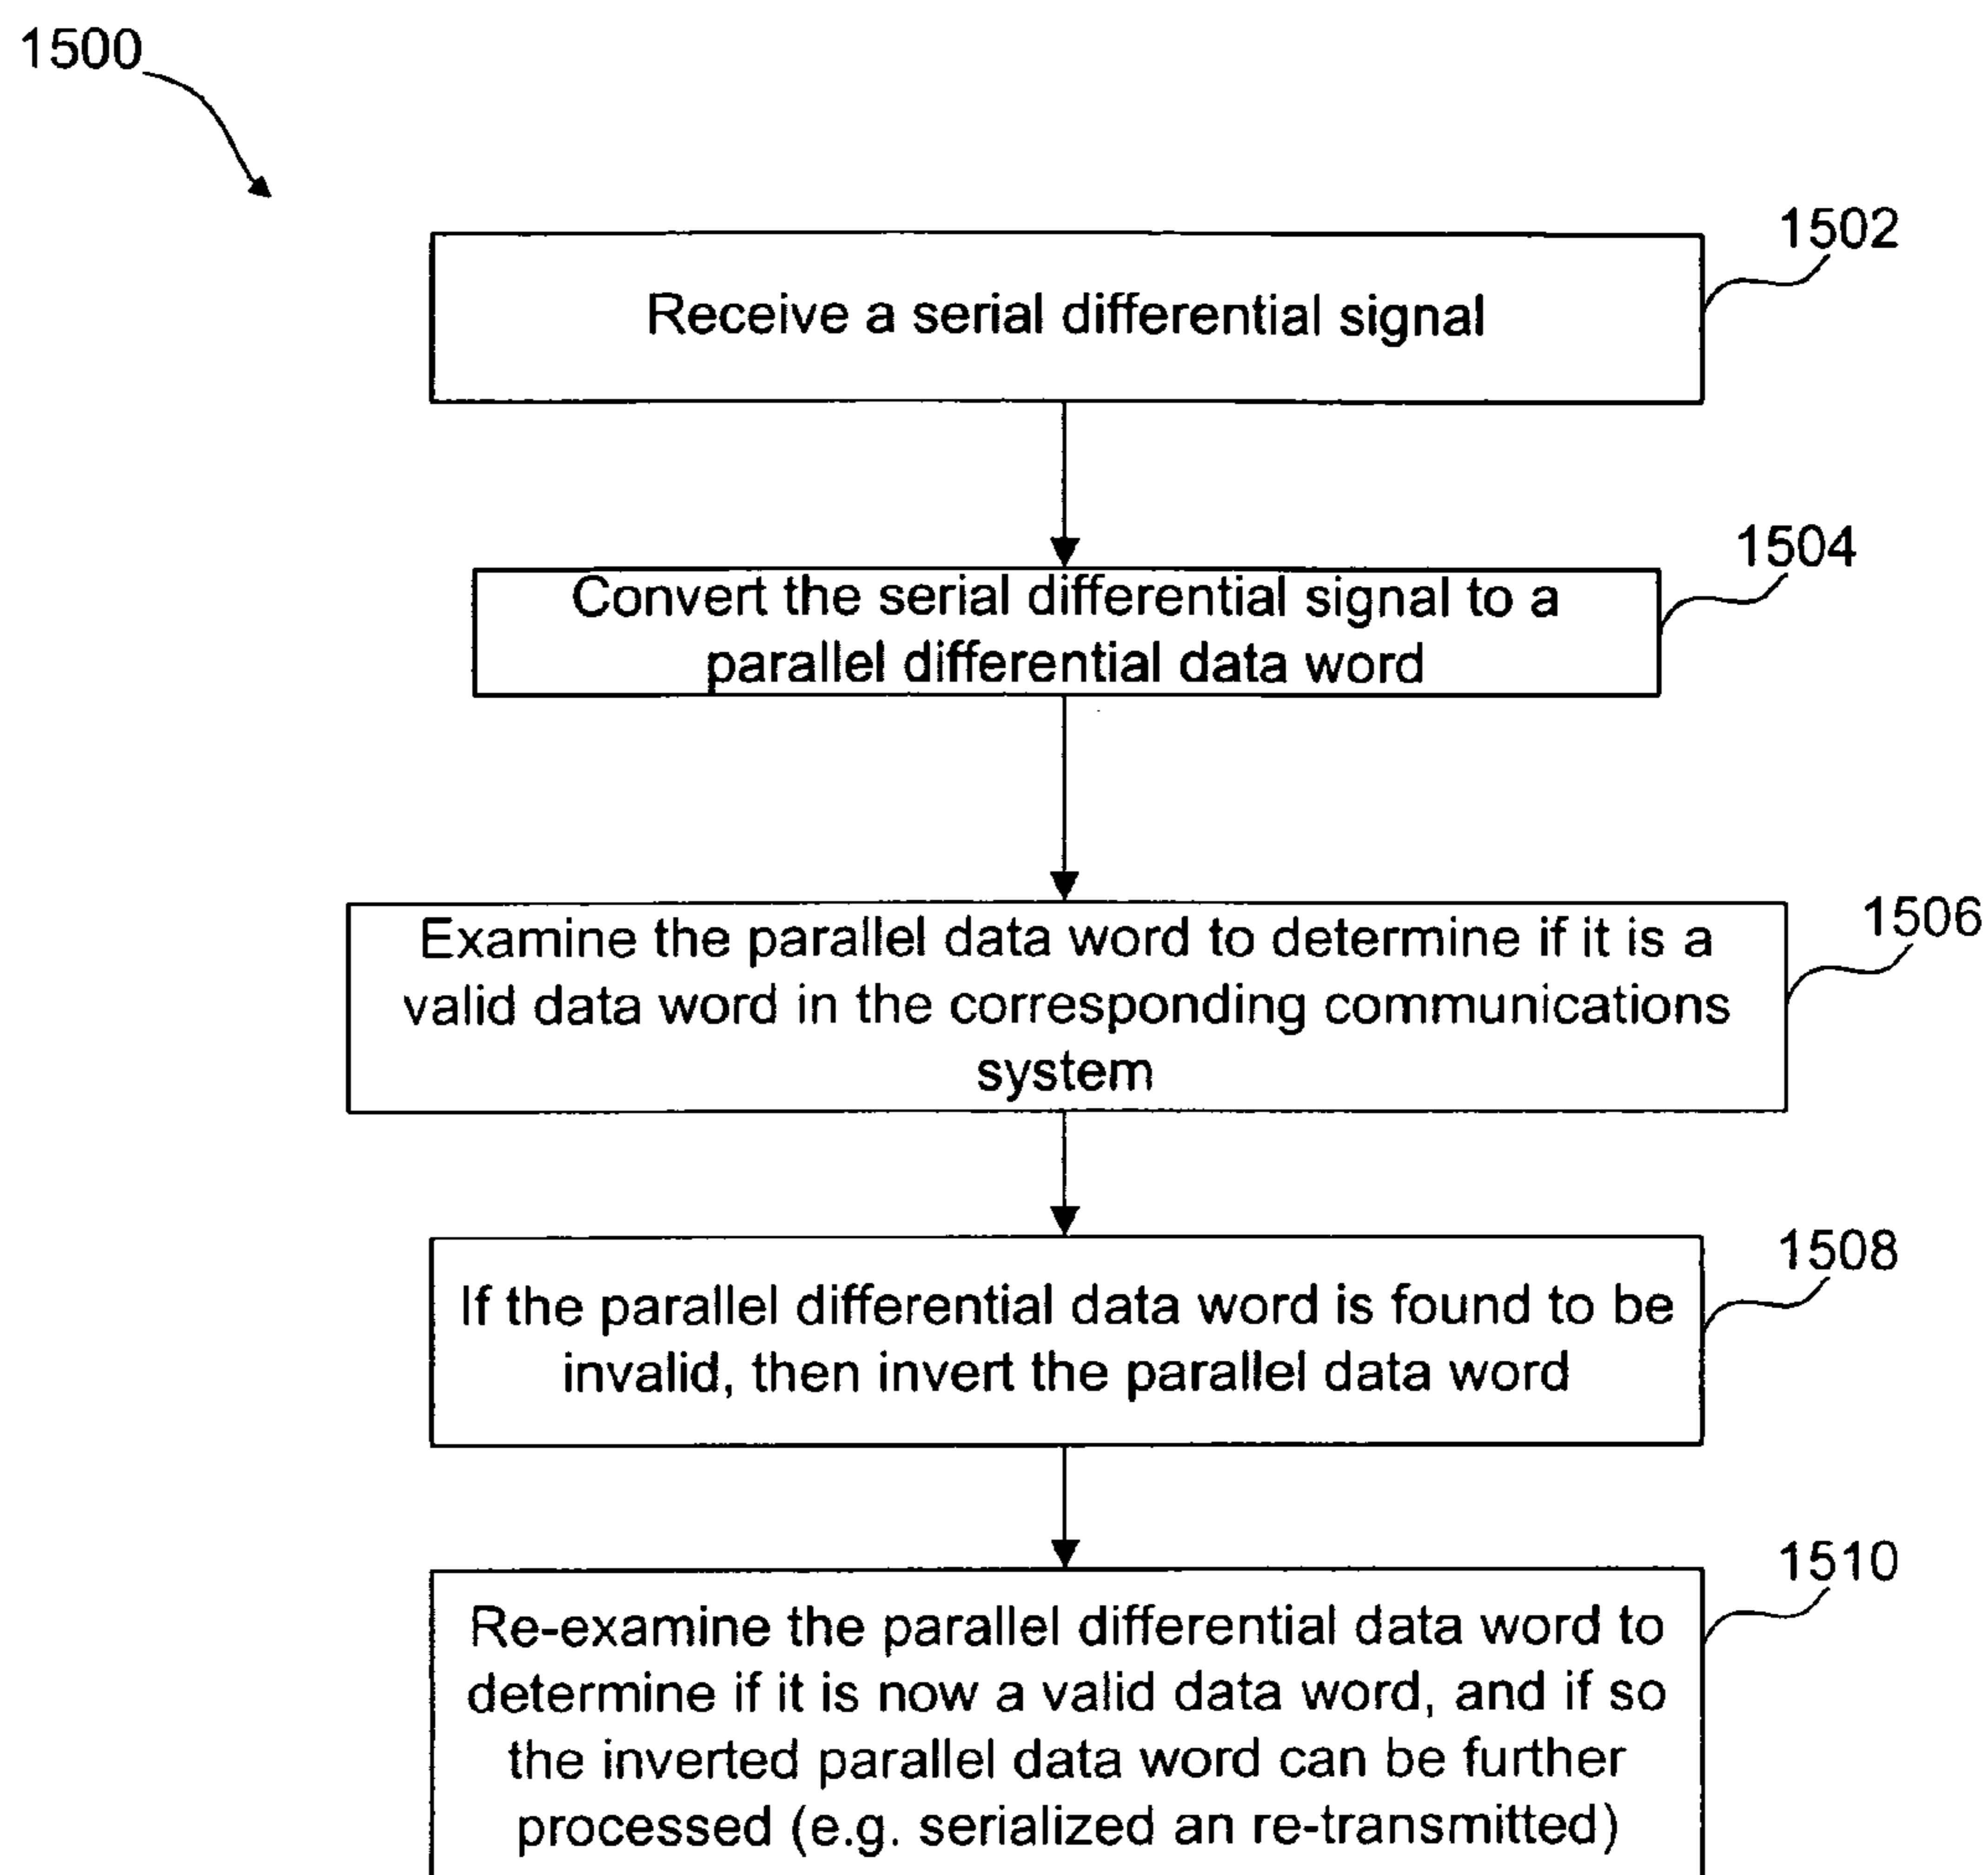 1500
1502
Receive a serial differential signal
1504
Convert the serial differential signal to a
parallel differential data word
1506
Examine the parallel data word to determine if it is a
valid data word in the corresponding communications
system
1508
If the parallel differential data word is found to be
invalid, then invert the parallel data word
1510
Re-examine the parallel differential data word to
determine if it is now a valid data word, and if so
the inverted parallel data word can be further
processed (e.g. serialized an re-transmitted)